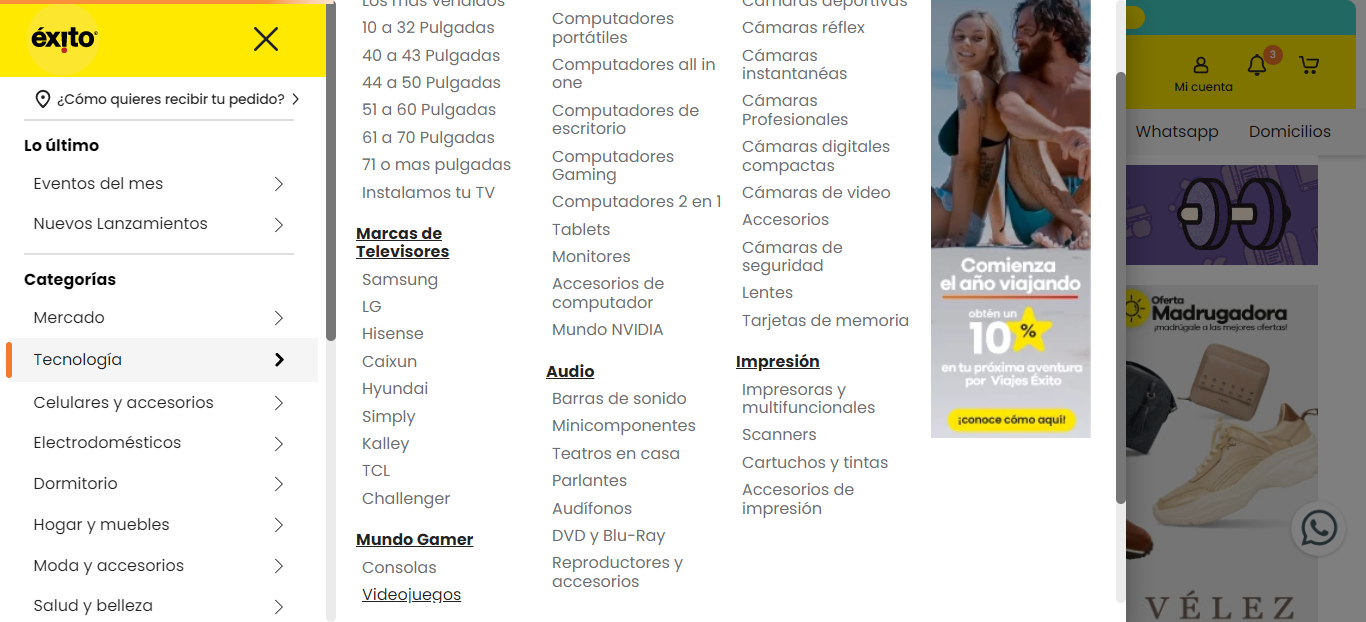 éxito
¿Cómo quieres recibir tu pedido?
Lo último
Eventos del mes
Nuevos Lanzamientos
Categorías
Mercado
Tecnología
Celulares y accesorios
Electrodomésticos
Dormitorio
Hogar y muebles
Moda y accesorios
Salud y belleza
Los más vendidos
10 a 32 Pulgadas
40 a 43 Pulgadas
44 a 50 Pulgadas
51 a 60 Pulgadas
61 a 70 Pulgadas
71 o mas pulgadas
Instalamos tu TV
Marcas de
Televisores
Samsung
LG
Hisense
Caixun
Hyundai
Simply
Kalley
TCL
Challenger
Mundo Gamer
Consolas
Videojuegos
Computadores
portátiles
Computadores all in
one
Computadores de
escritorio
Computadores
Gaming
Computadores 2 en 1
Tablets
Monitores
Accesorios de
computador
Mundo NVIDIA
Audio
Barras de sonido
Minicomponentes
Teatros en casa
Parlantes
Audífonos
DVD y Blu-Ray
Reproductores y
accesorios
Cámaras deportivas
Cámaras réflex
Cámaras
instantanéas
Cámaras
Profesionales
Cámaras digitales
compactas
Cámaras de video
Accesorios
Cámaras de
seguridad
Lentes
Tarjetas de memoria
Impresión
Impresoras y
multifuncionales
Scanners
Cartuchos y tintas
Accesorios de
impresión
Comienza
el año viajando
obtén un
10%
en tu próxima aventura
por Viajes Éxito
¡conoce cómo aquí!
3
Mi cuenta
Whatsapp
Domicilios
Oferta
Madrugadora
¡madrúgale a las mejores ofertas!
VÉLEZ